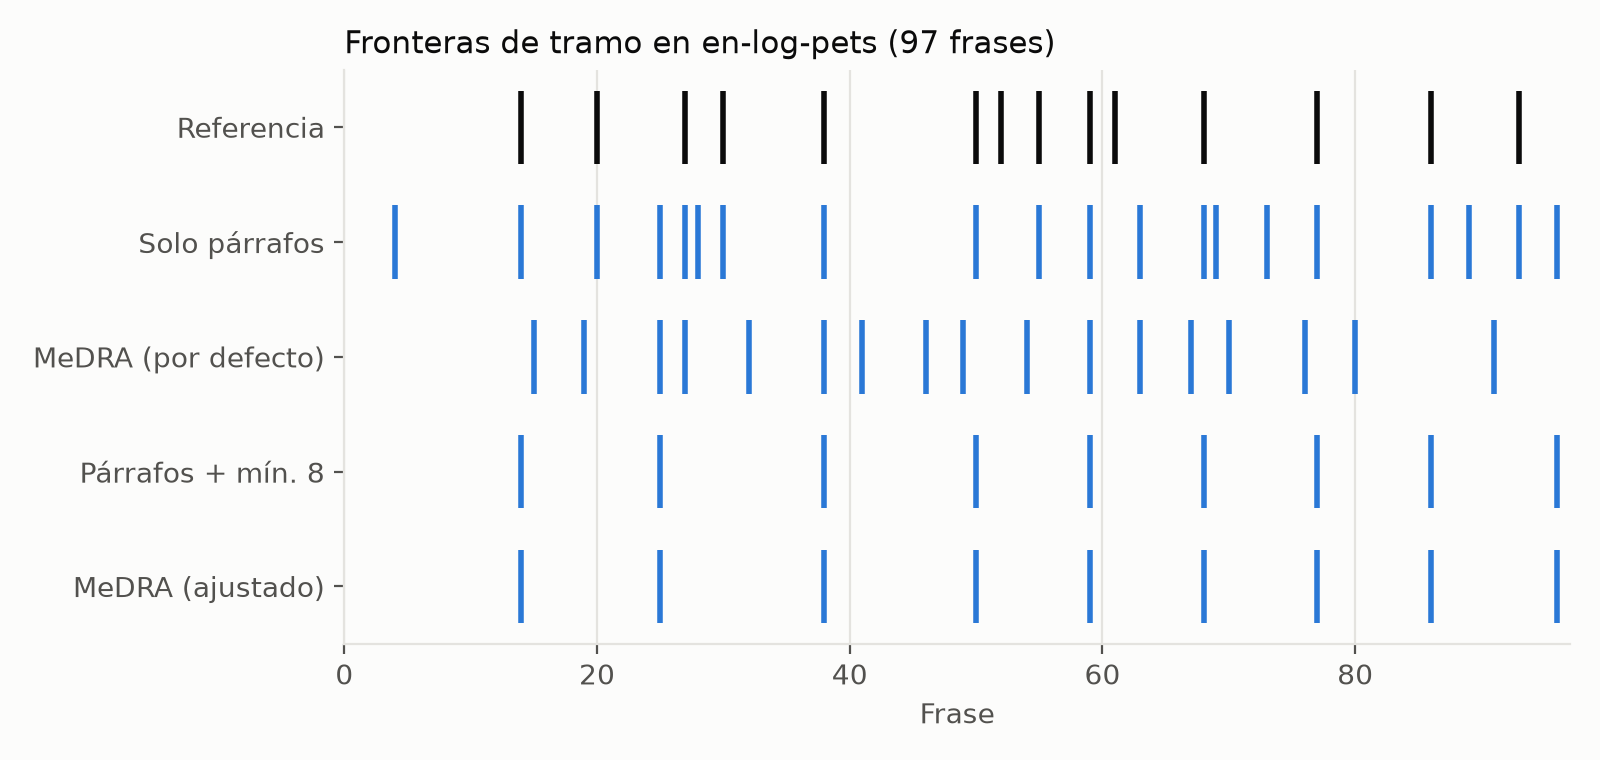 Fronteras de tramo en en-log-pets (97 frases)
Referencia
Solo párrafos
MeDRA (por defecto)
Párrafos + mín. 8
MeDRA (ajustado)
0 20 40 60 80
Frase